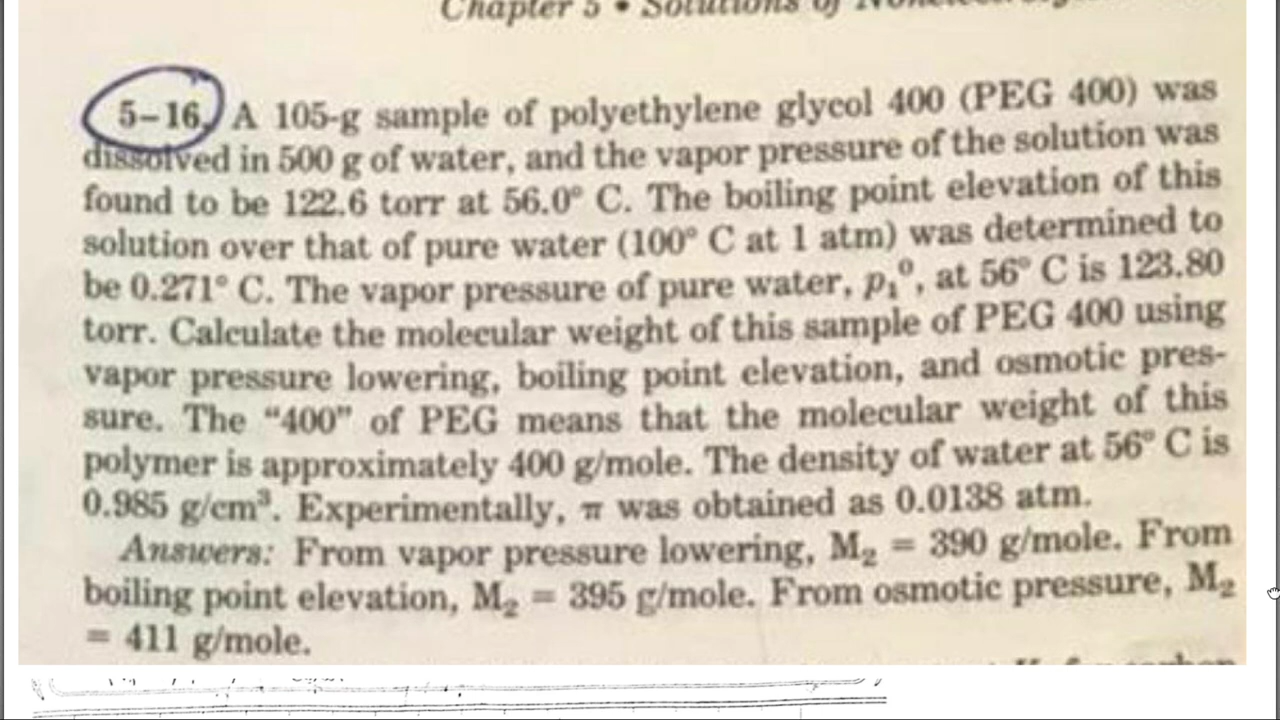 Chapter 5 • Solutions of
5–16. A 105-g sample of polyethylene glycol 400 (PEG 400) was
dissolved in 500 g of water, and the vapor pressure of the solution was
found to be 122.6 torr at 56.0° C. The boiling point elevation of this
solution over that of pure water (100° C at 1 atm) was determined to
be 0.271° C. The vapor pressure of pure water, p₁°, at 56° C is 123.80
torr. Calculate the molecular weight of this sample of PEG 400 using
vapor pressure lowering, boiling point elevation, and osmotic pres-
sure. The “400” of PEG means that the molecular weight of this
polymer is approximately 400 g/mole. The density of water at 56° C is
0.985 g/cm³. Experimentally, π was obtained as 0.0138 atm.
Answers: From vapor pressure lowering, M₂ = 390 g/mole. From
boiling point elevation, M₂ = 395 g/mole. From osmotic pressure, M₂
= 411 g/mole.